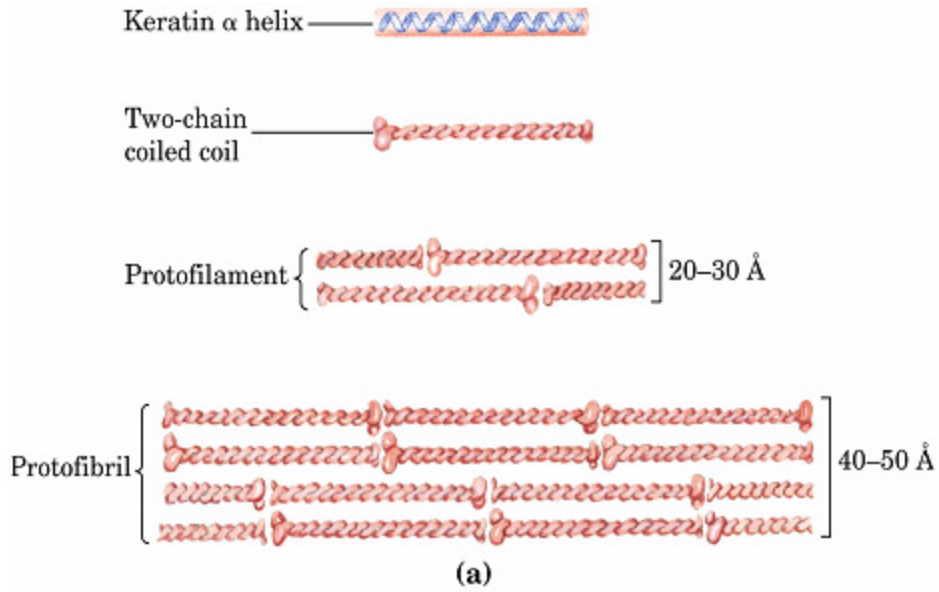 Keratin α helix
Two-chain
coiled coil
Protofilament
20–30 Å
Protofibril
40–50 Å
(a)